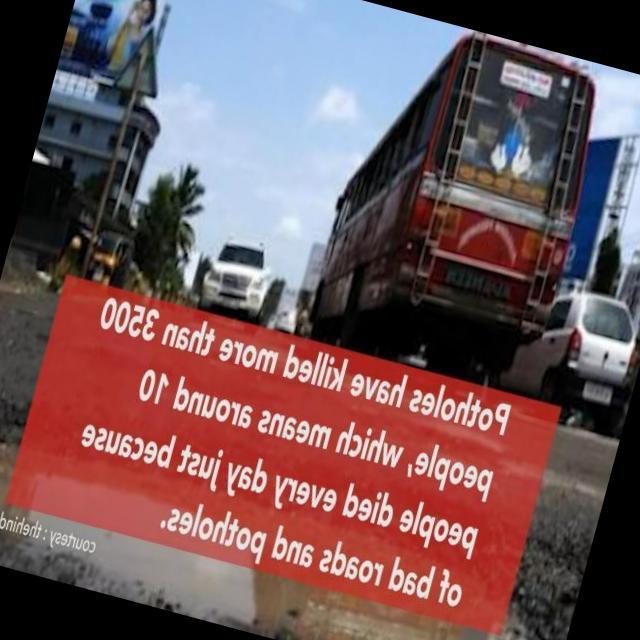 Potholes have killed more than 3500
people, which means around 10
people died every day just because
of bad roads and potholes.
courtesy : thehind